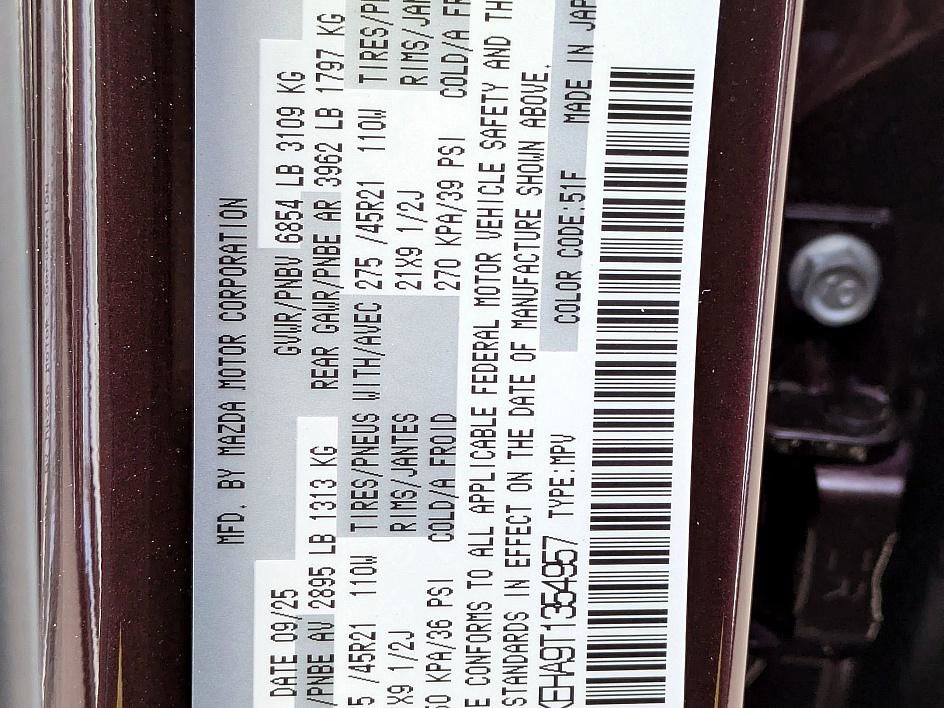 MFD. BY MAZDA MOTOR CORPORATION
DATE 09/25 GVWR/PNBV 6854 LB 3109 KG
/PNBE AV 2895 LB 1313 KG REAR GAWR/PNBE AR 3962 LB 1797 KG
5 /45R21 110W TIRES/PNEUS WITH/AVEC 275 /45R21 110W TIRES/P
X9 1/2J RIMS/JANTES 21X9 1/2J RIMS/JAN
50 KPA/36 PSI COLD/A FROID 270 KPA/39 PSI COLD/A FR
E CONFORMS TO ALL APPLICABLE FEDERAL MOTOR VEHICLE SAFETY AND TH
STANDARDS IN EFFECT ON THE DATE OF MANUFACTURE SHOWN ABOVE.
KEHA9T1354957 TYPE:MPV COLOR CODE:51F MADE IN JAP